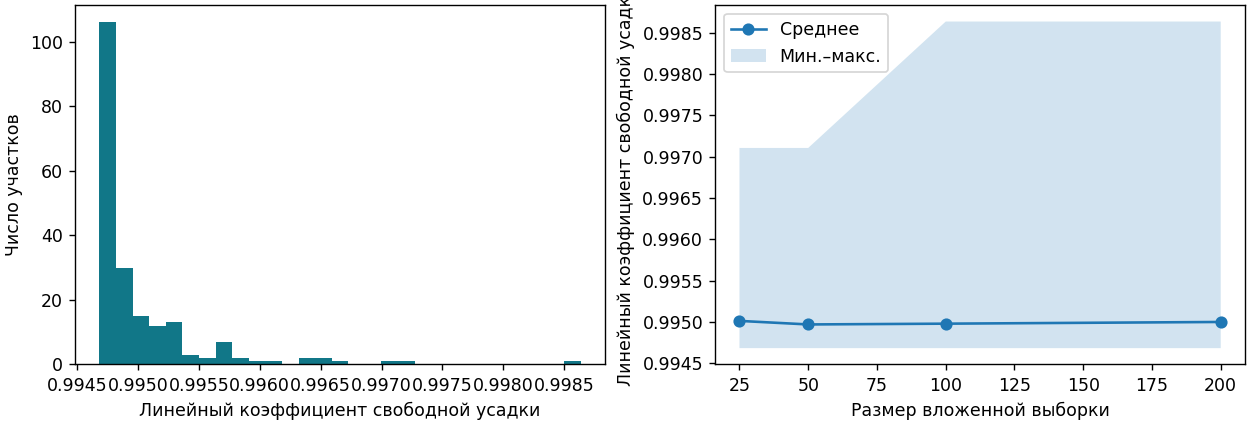 100
80
60
40
20
0
Число участков
0.9945 0.9950 0.9955 0.9960 0.9965 0.9970 0.9975 0.9980 0.9985
Линейный коэффициент свободной усадки
Среднее
Мин.–макс.
0.9985
0.9980
0.9975
0.9970
0.9965
0.9960
0.9955
0.9950
0.9945
Линейный коэффициент свободной усадк
25 50 75 100 125 150 175 200
Размер вложенной выборки